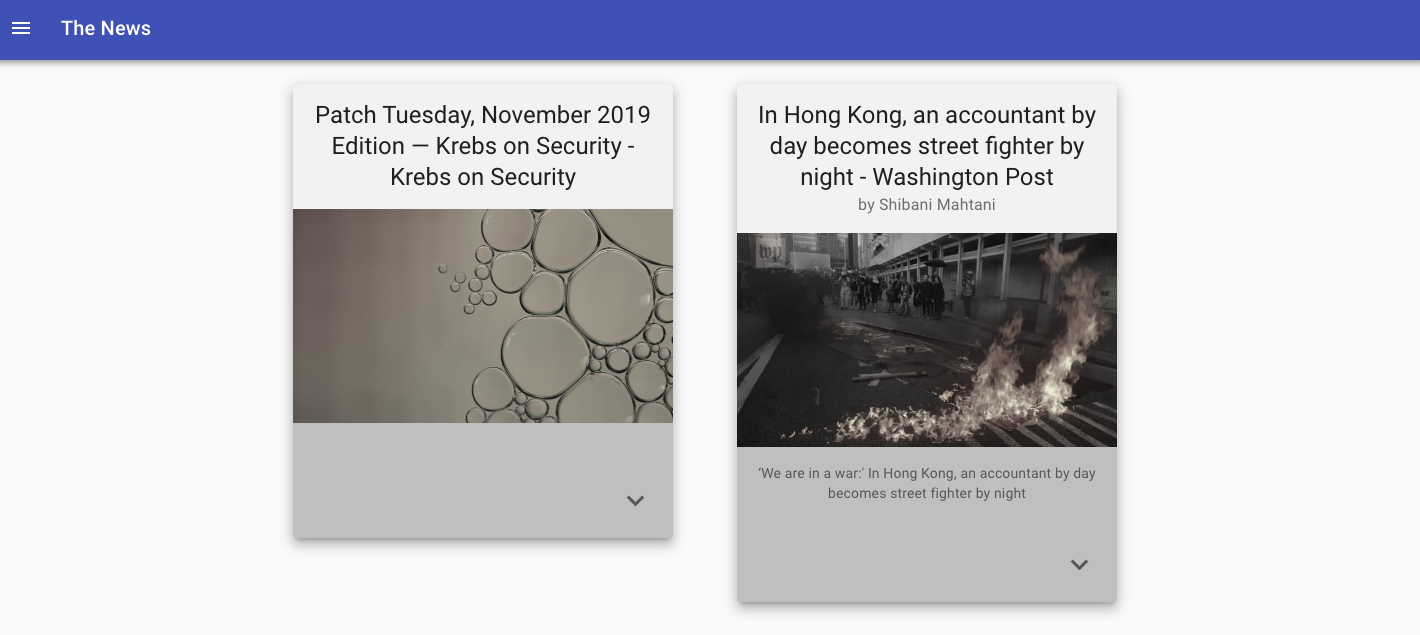 The News
Patch Tuesday, November 2019
Edition — Krebs on Security -
Krebs on Security
In Hong Kong, an accountant by
day becomes street fighter by
night - Washington Post
by Shibani Mahtani
wp
‘We are in a war:' In Hong Kong, an accountant by day
becomes street fighter by night